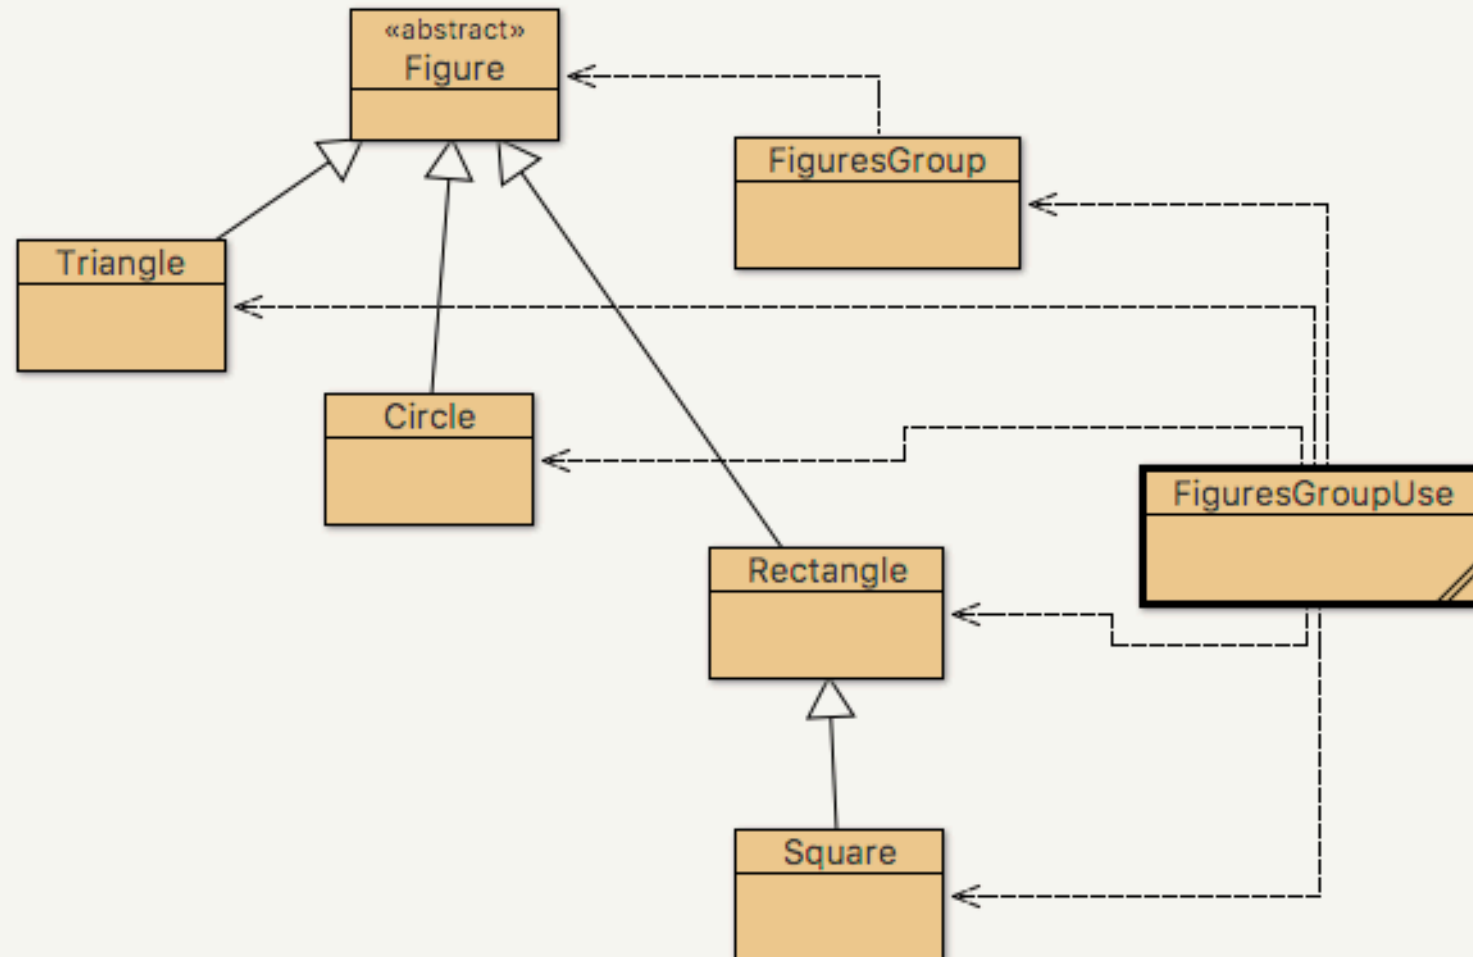 «abstract»
Figure
FiguresGroup
Triangle
Circle
FiguresGroupUse
Rectangle
Square